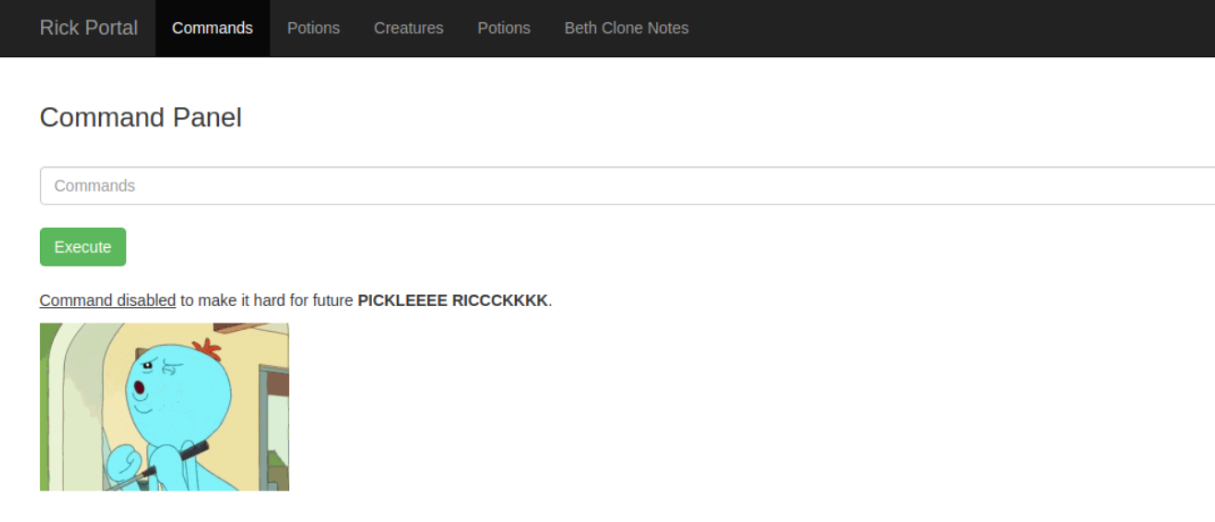 Rick Portal Commands Potions Creatures Potions Beth Clone Notes
Command Panel
Commands
Execute
Command disabled to make it hard for future PICKLEEEE RICCCKKKK.